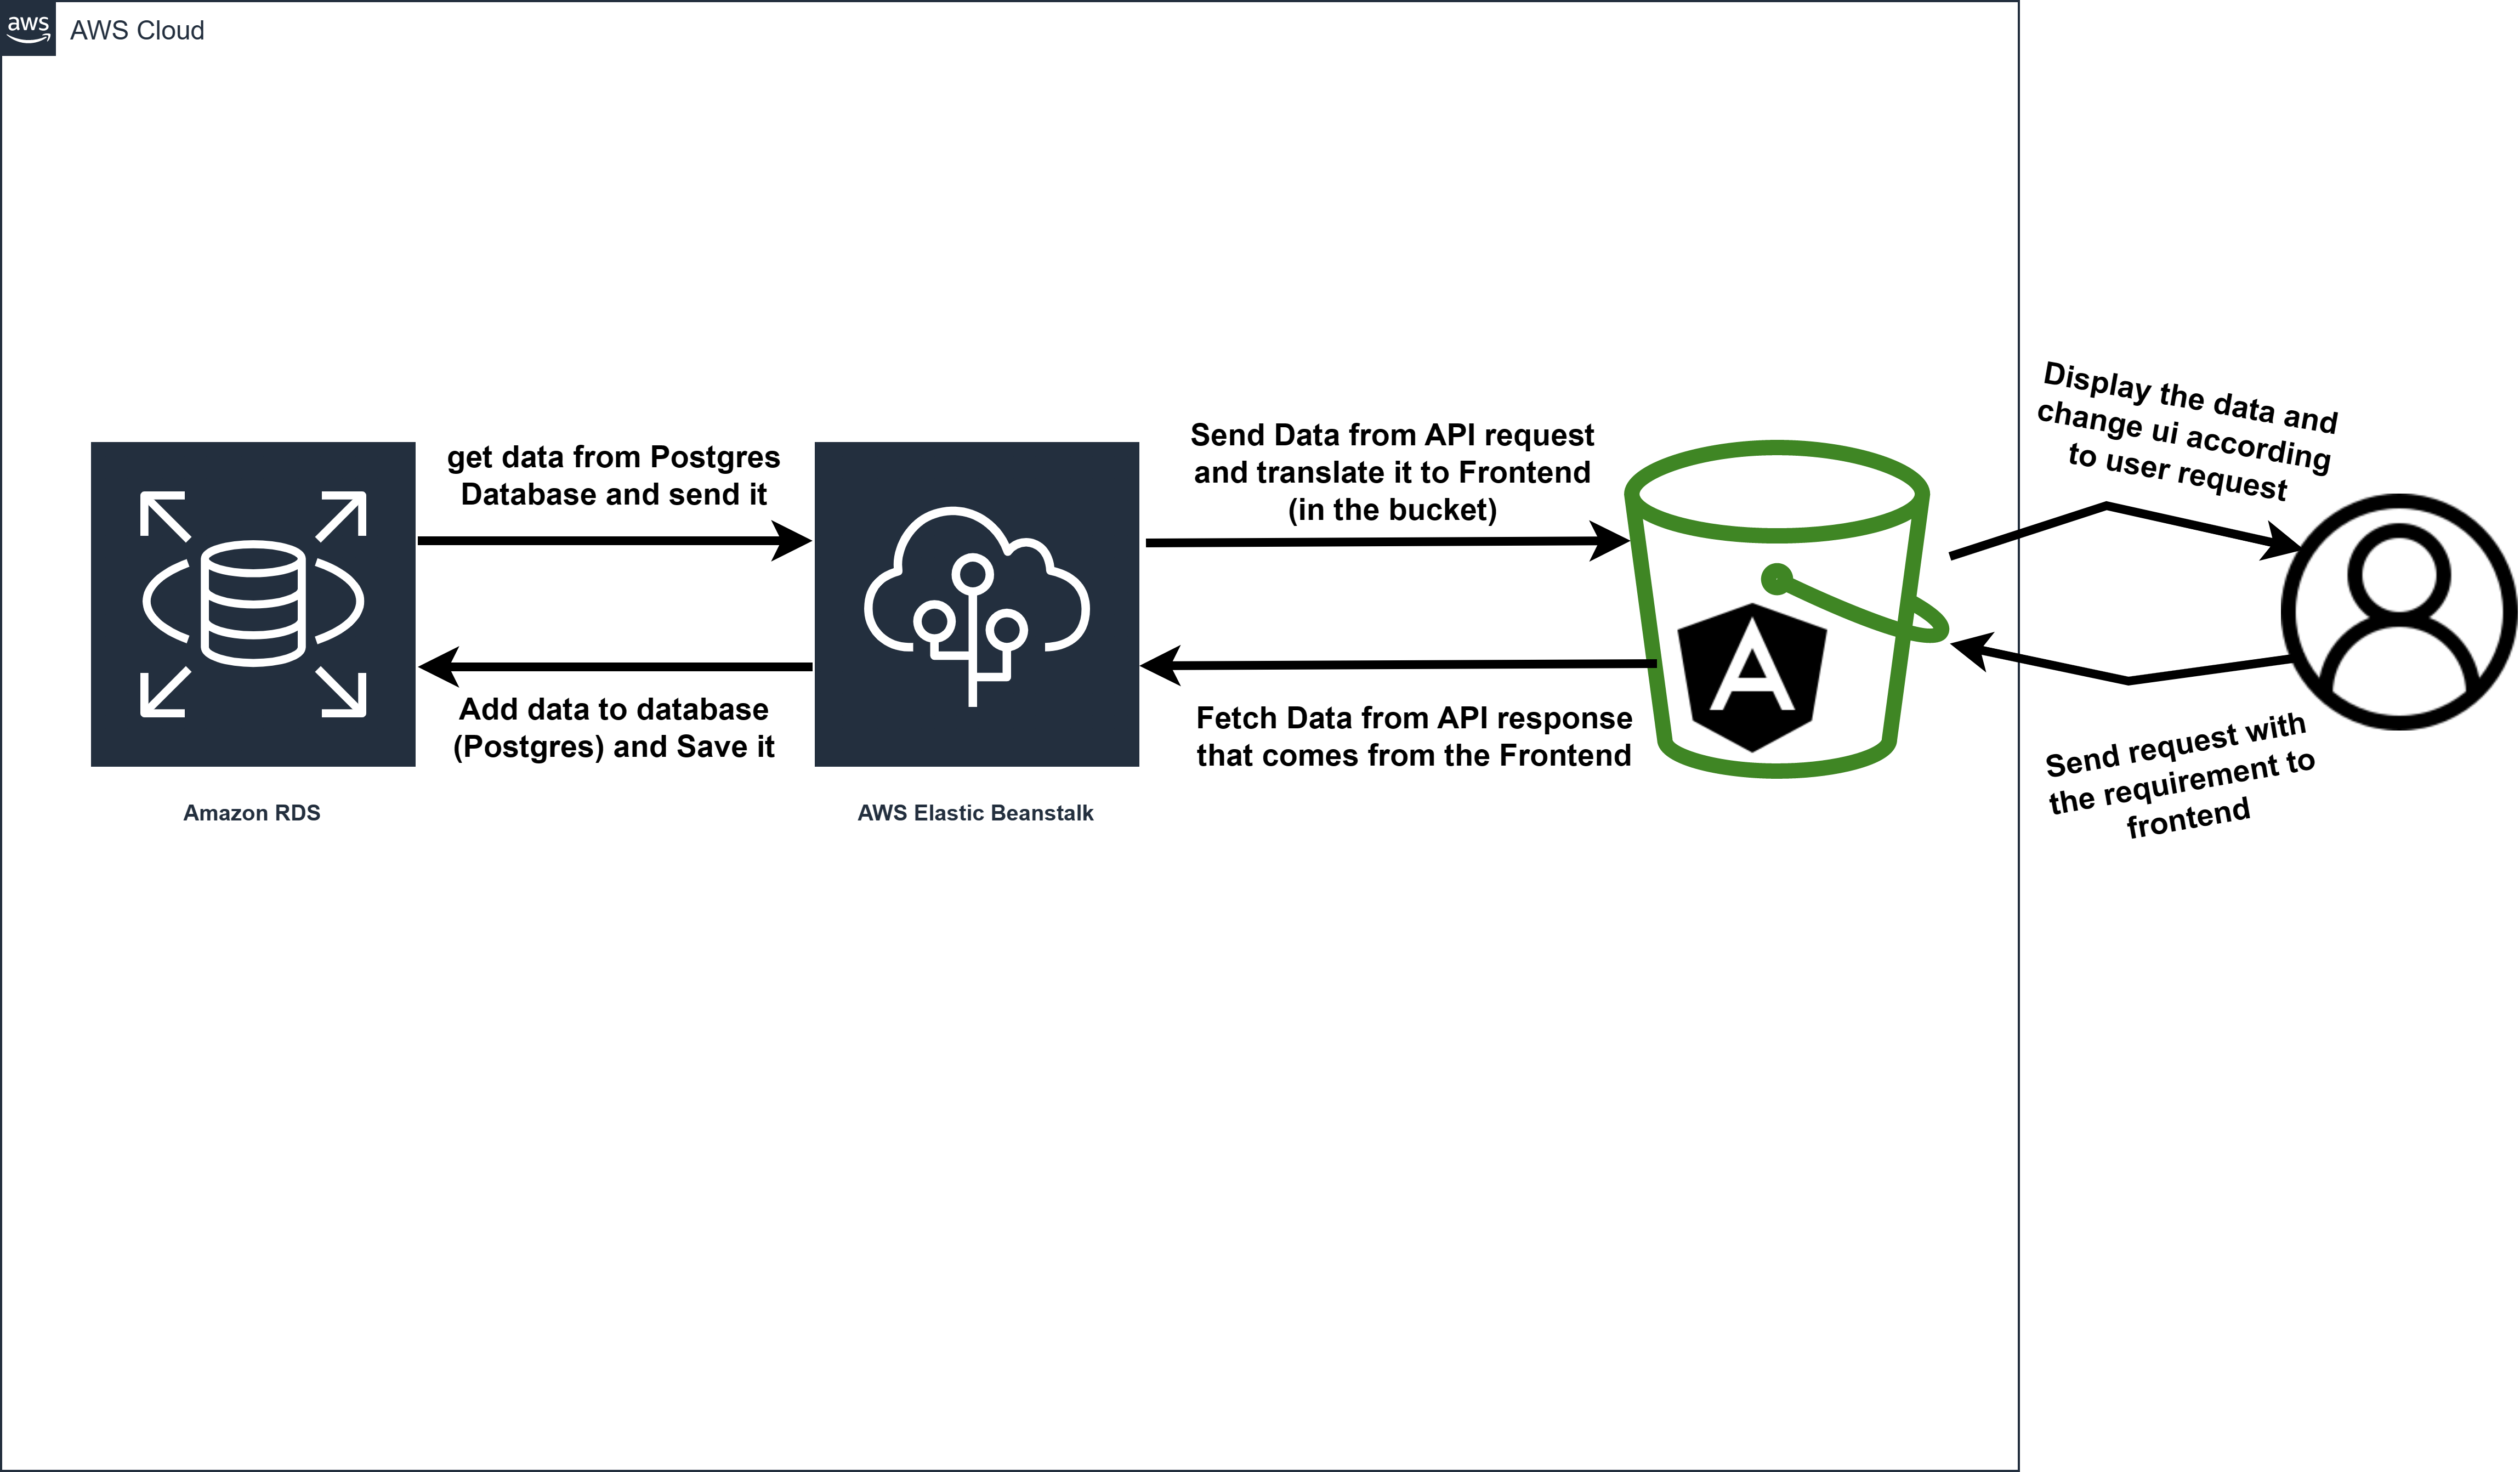 aws
AWS Cloud
Display the data and
change ui according
to user request
Send Data from API request
and translate it to Frontend
(in the bucket)
get data from Postgres
Database and send it
Add data to database
(Postgres) and Save it
Fetch Data from API response
that comes from the Frontend
Send request with
the requirement to
frontend
Amazon RDS
AWS Elastic Beanstalk